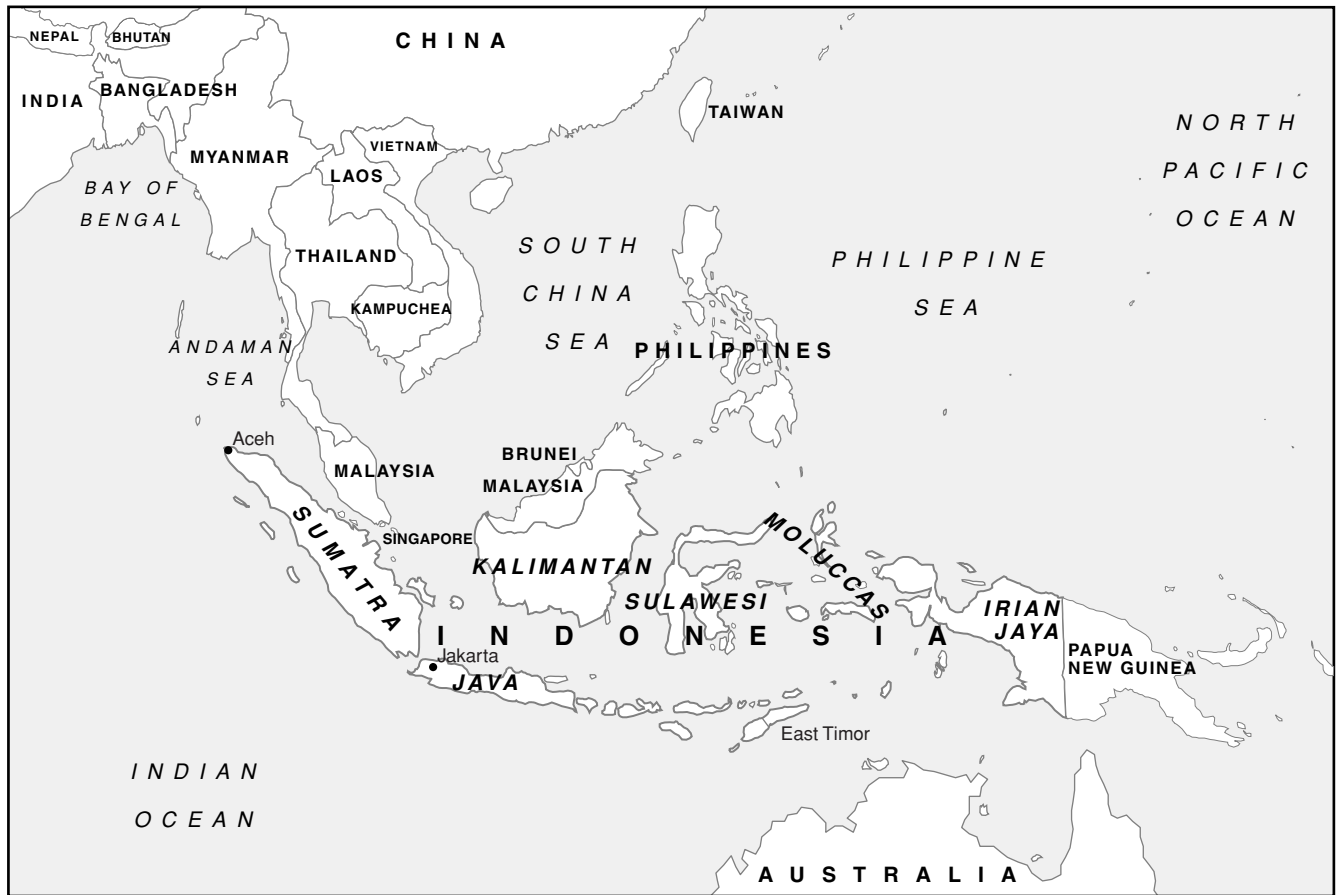 NEPAL
BHUTAN
CHINA
INDIA
BANGLADESH
TAIWAN
NORTH
PACIFIC
OCEAN
MYANMAR
VIETNAM
LAOS
BAY OF
BENGAL
THAILAND
SOUTH
CHINA
SEA
PHILIPPINE
SEA
KAMPUCHEA
ANDAMAN
SEA
PHILIPPINES
Aceh
MALAYSIA
BRUNEI
MALAYSIA
SINGAPORE
SUMATRA
KALIMANTAN
SULAWESI
MOLUCCAS
IRIAN
JAYA
INDONESIA
Jakarta
JAVA
PAPUA
NEW GUINEA
East Timor
INDIAN
OCEAN
AUSTRALIA